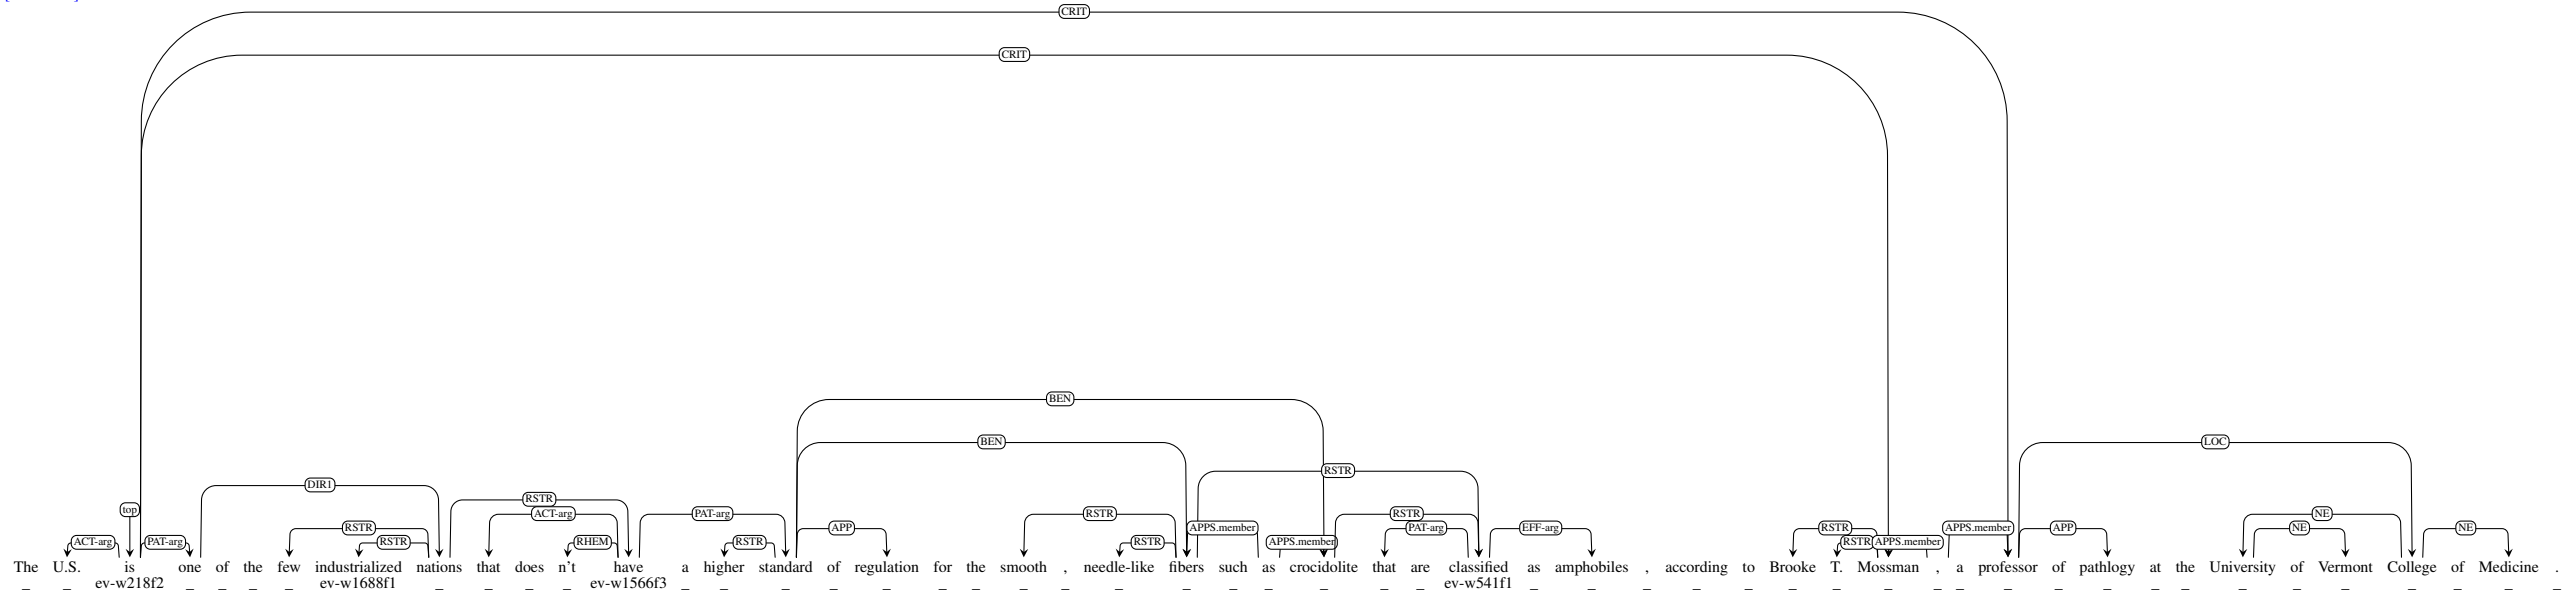 CRIT
CRIT
BEN
BEN
LOC
RSTR
DIR1
RSTR
top
ACT-arg PAT-arg RSTR APP RSTR APPS.member RSTR PAT-arg EFF-arg RSTR APPS.member APP NE NE NE
ACT-arg PAT-arg RSTR RHEM RSTR RSTR APPS.member RSTR APPS.member
The U.S. is one of the few industrialized nations that does n't have a higher standard of regulation for the smooth , needle-like fibers such as crocidolite that are classified as amphobiles , according to Brooke T. Mossman , a professor of pathlogy at the University of Vermont College of Medicine .
_ _ ev-w218f2 _ _ _ _ ev-w1688f1 _ _ _ _ ev-w1566f3 _ _ _ _ _ _ _ _ _ _ _ _ _ _ _ _ ev-w541f1 _ _ _ _ _ _ _ _ _ _ _ _ _ _ _ _ _ _ _ _ _ _